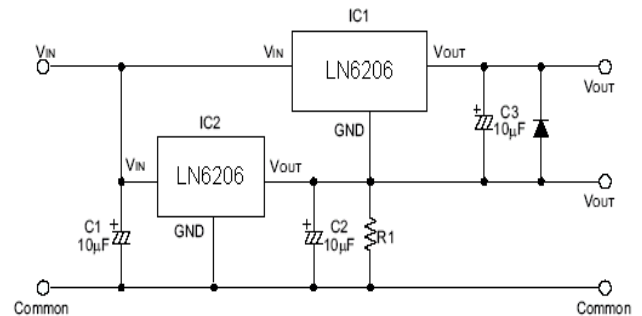 IC1
VIN
VIN
LN6206
VOUT
VOUT
GND
C3
10μF
IC2
VIN
LN6206
VOUT
VOUT
GND
C1
10μF
C2
10μF
R1
Common
Common